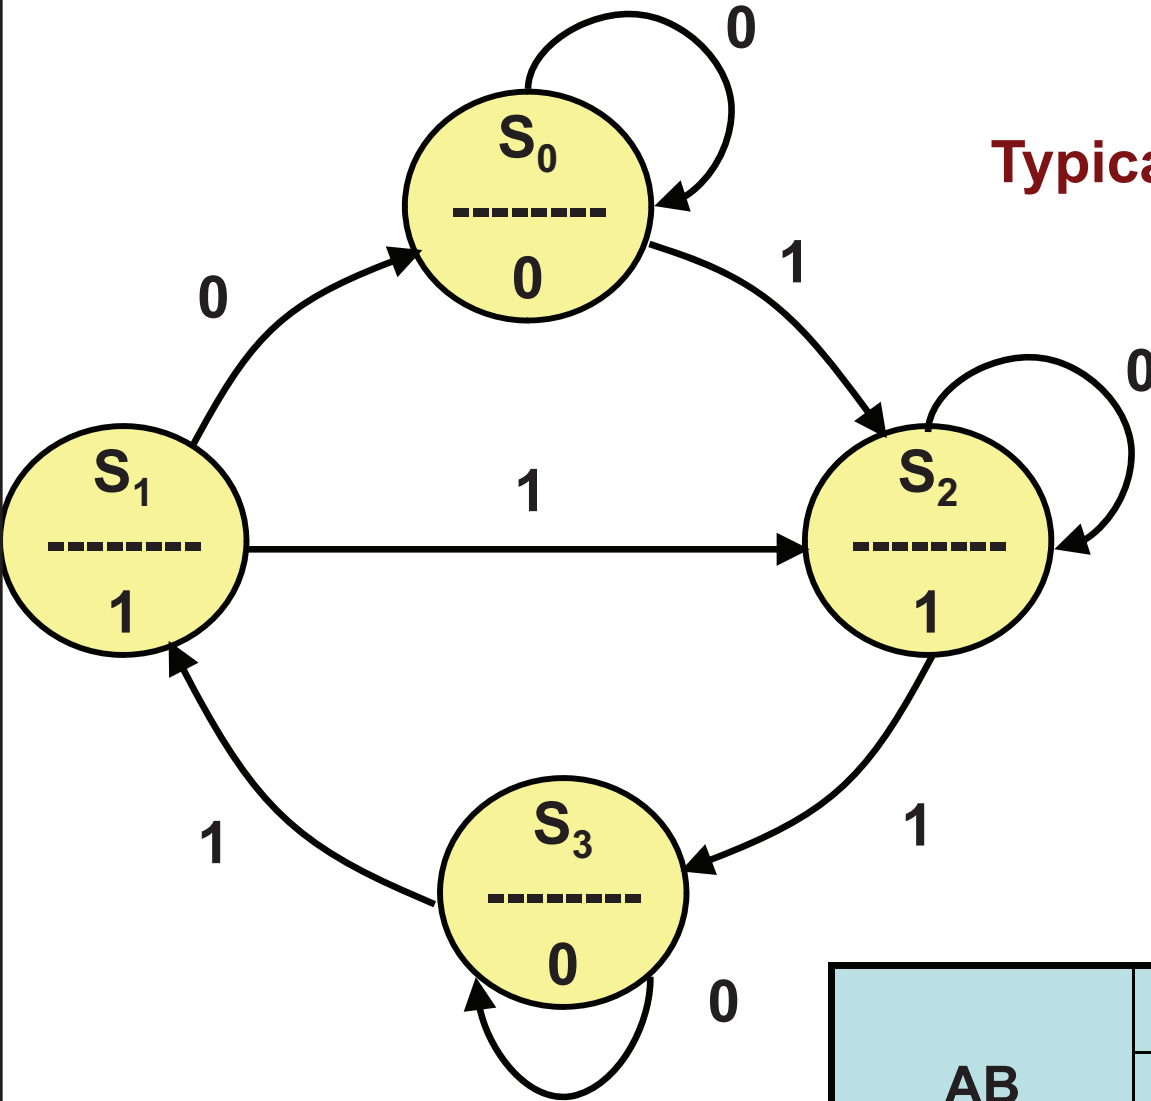 0
S0
--------
0
Typica
0
1
0
S1
--------
1
1
S2
--------
1
1
1
S3
--------
0
0
AB